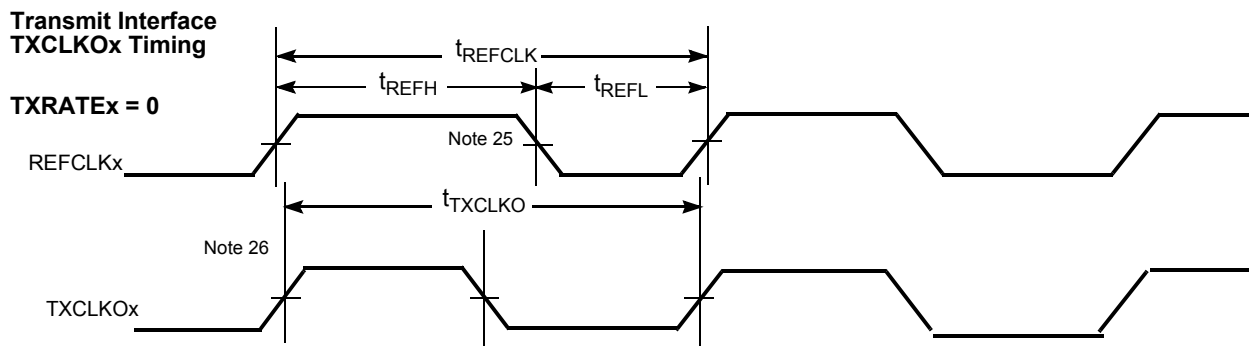 Transmit Interface
TXCLKOx Timing
tREFCLK
tREFH
tREFL
TXRATEx = 0
Note 25
REFCLKx
tTXCLKO
Note 26
TXCLKOx